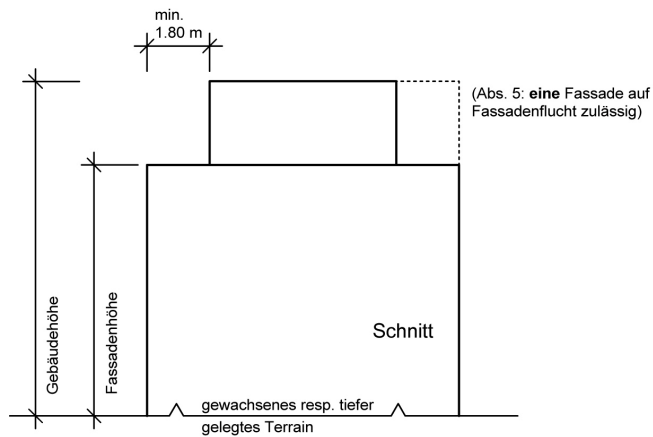 min.
1.80 m
(Abs. 5: eine Fassade auf
Fassadenflucht zulässig)
Gebäudehöhe
Fassadenhöhe
Schnitt
gewachsenes resp. tiefer
gelegtes Terrain